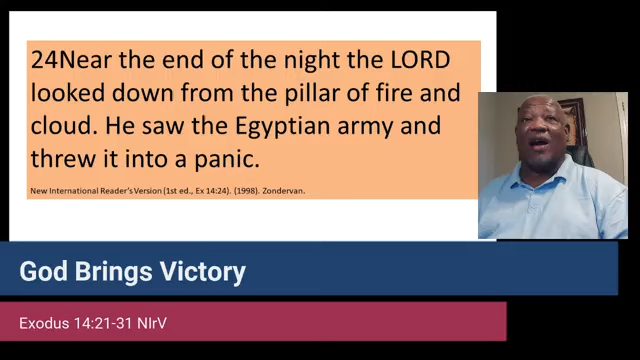 24Near the end of the night the LORD
looked down from the pillar of fire and
cloud. He saw the Egyptian army and
threw it into a panic.
New International Reader's Version (1st ed., Ex 14:24). (1998). Zondervan.
God Brings Victory
Exodus 14:21-31 NIrV